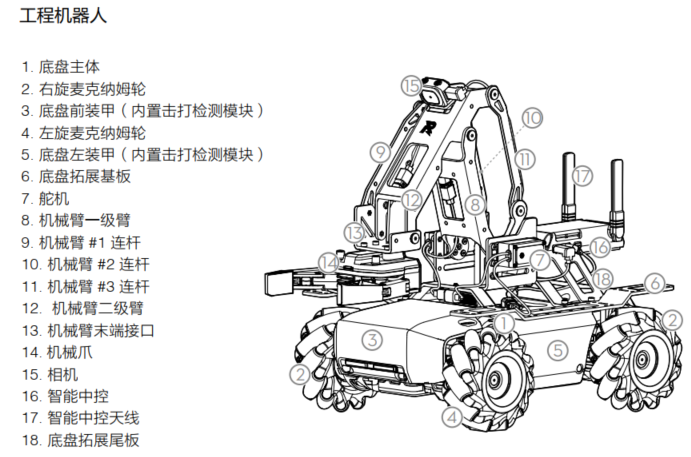 工程机器人
1. 底盘主体
2. 右旋麦克纳姆轮
3. 底盘前装甲（内置击打检测模块）
4. 左旋麦克纳姆轮
5. 底盘左装甲（内置击打检测模块）
6. 底盘拓展基板
7. 舵机
8. 机械臂一级臂
9. 机械臂 #1 连杆
10. 机械臂 #2 连杆
11. 机械臂 #3 连杆
12. 机械臂二级臂
13. 机械臂末端接口
14. 机械爪
15. 相机
16. 智能中控
17. 智能中控天线
18. 底盘拓展尾板
15
10
9
11
17
12
8
13
16
14
7
18
6
1
2
3
5
2
4